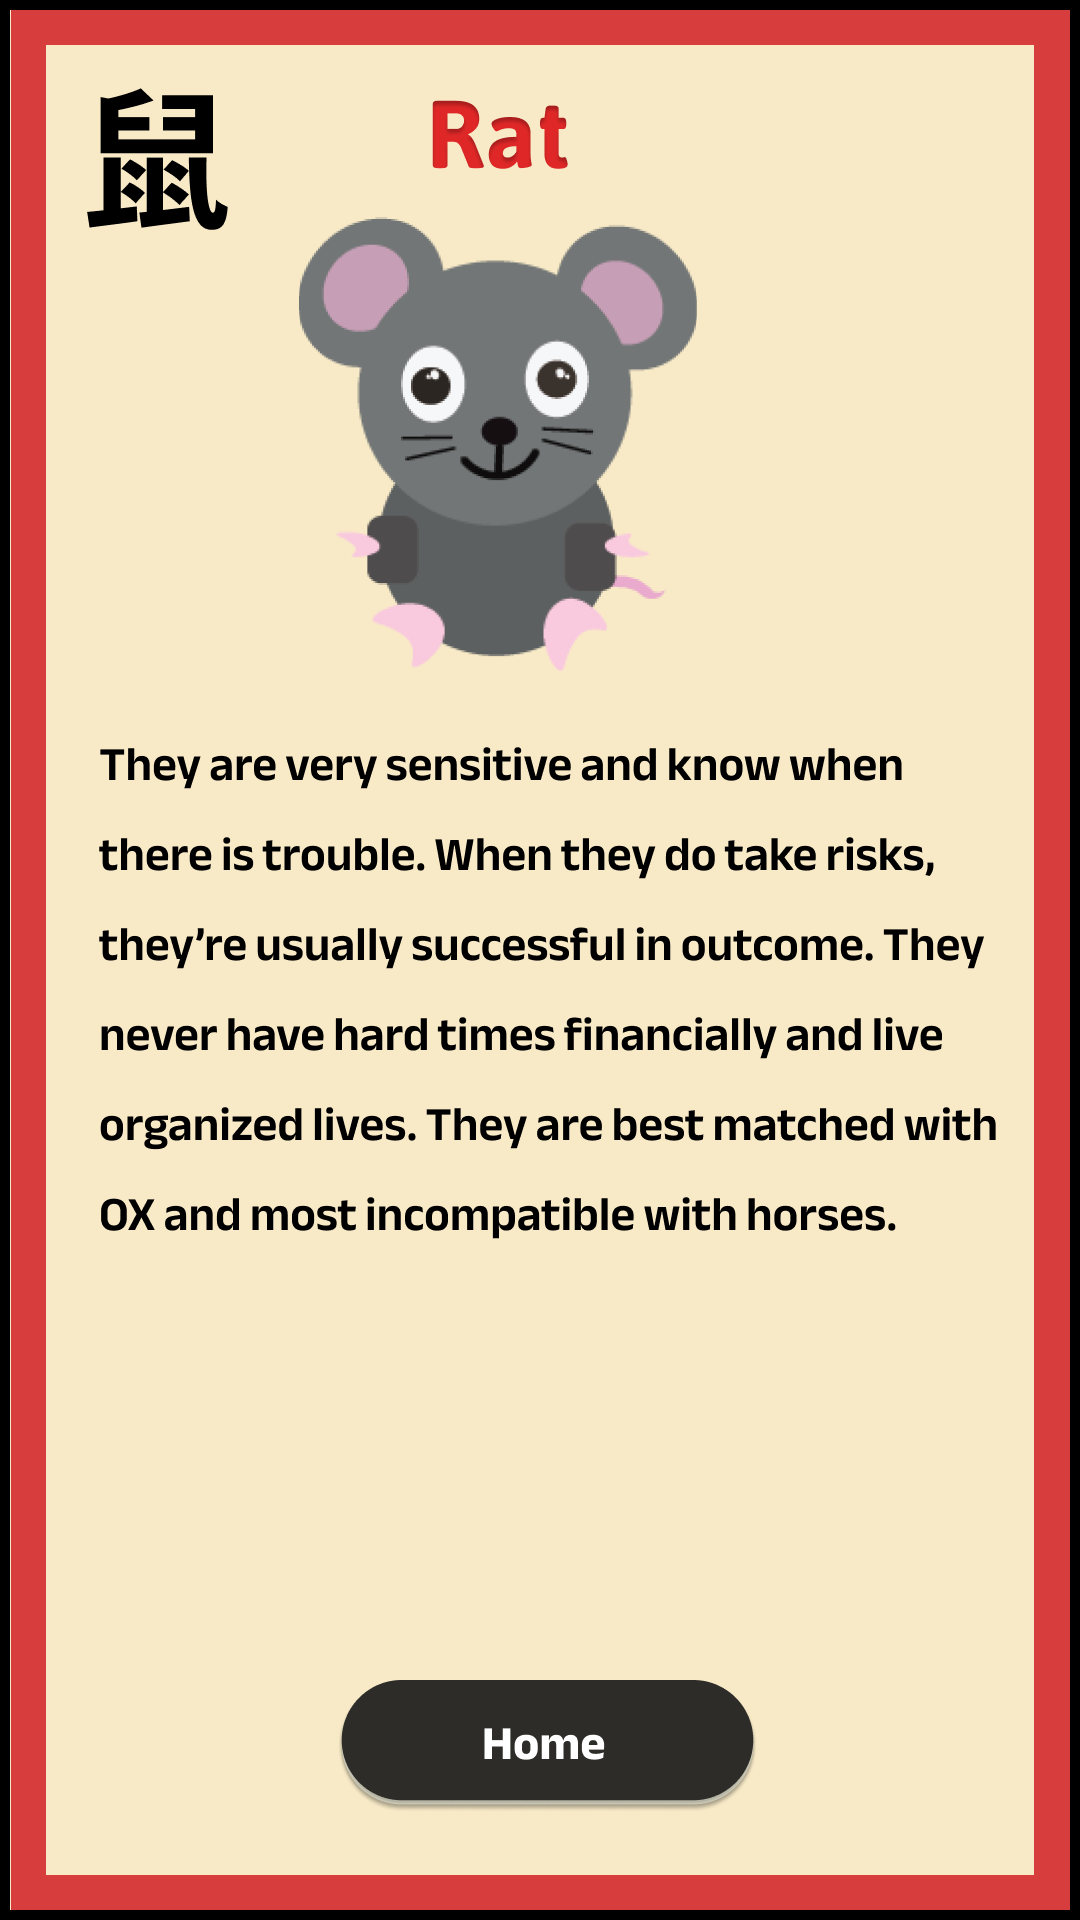 鼠
Rat
They are very sensitive and know when
there is trouble. When they do take risks,
they’re usually successful in outcome. They
never have hard times financially and live
organized lives. They are best matched with
OX and most incompatible with horses.
Home